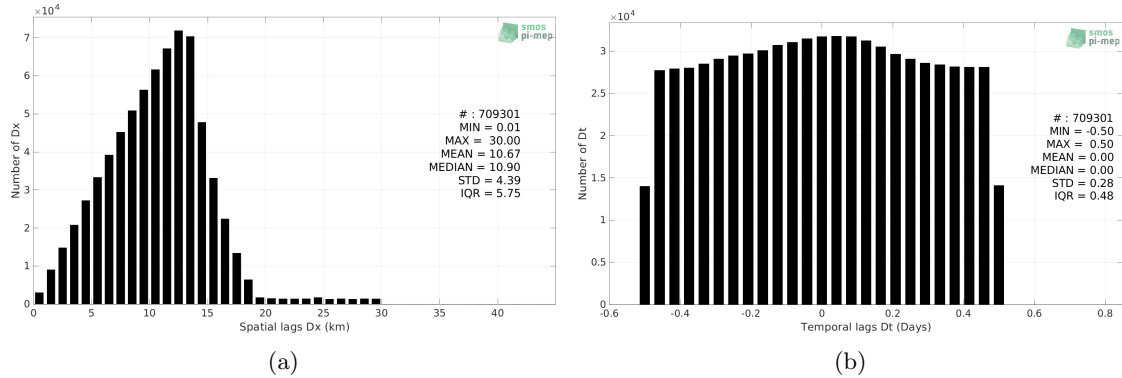 ×10⁴
7
6
5
4
3
2
1
0
Number of Dx
smos
pi-mep
# : 709301
MIN = 0.01
MAX = 30.00
MEAN = 10.67
MEDIAN = 10.90
STD = 4.39
IQR = 5.75
0 5 10 15 20 25 30 35 40
Spatial lags Dx (km)
(a)
×10⁴
3
2.5
2
1.5
1
0.5
0
Number of Dt
smos
pi-mep
# : 709301
MIN = -0.50
MAX = 0.50
MEAN = 0.00
MEDIAN = 0.00
STD = 0.28
IQR = 0.48
-0.6 -0.4 -0.2 0 0.2 0.4 0.6 0.8
Temporal lags Dt (Days)
(b)